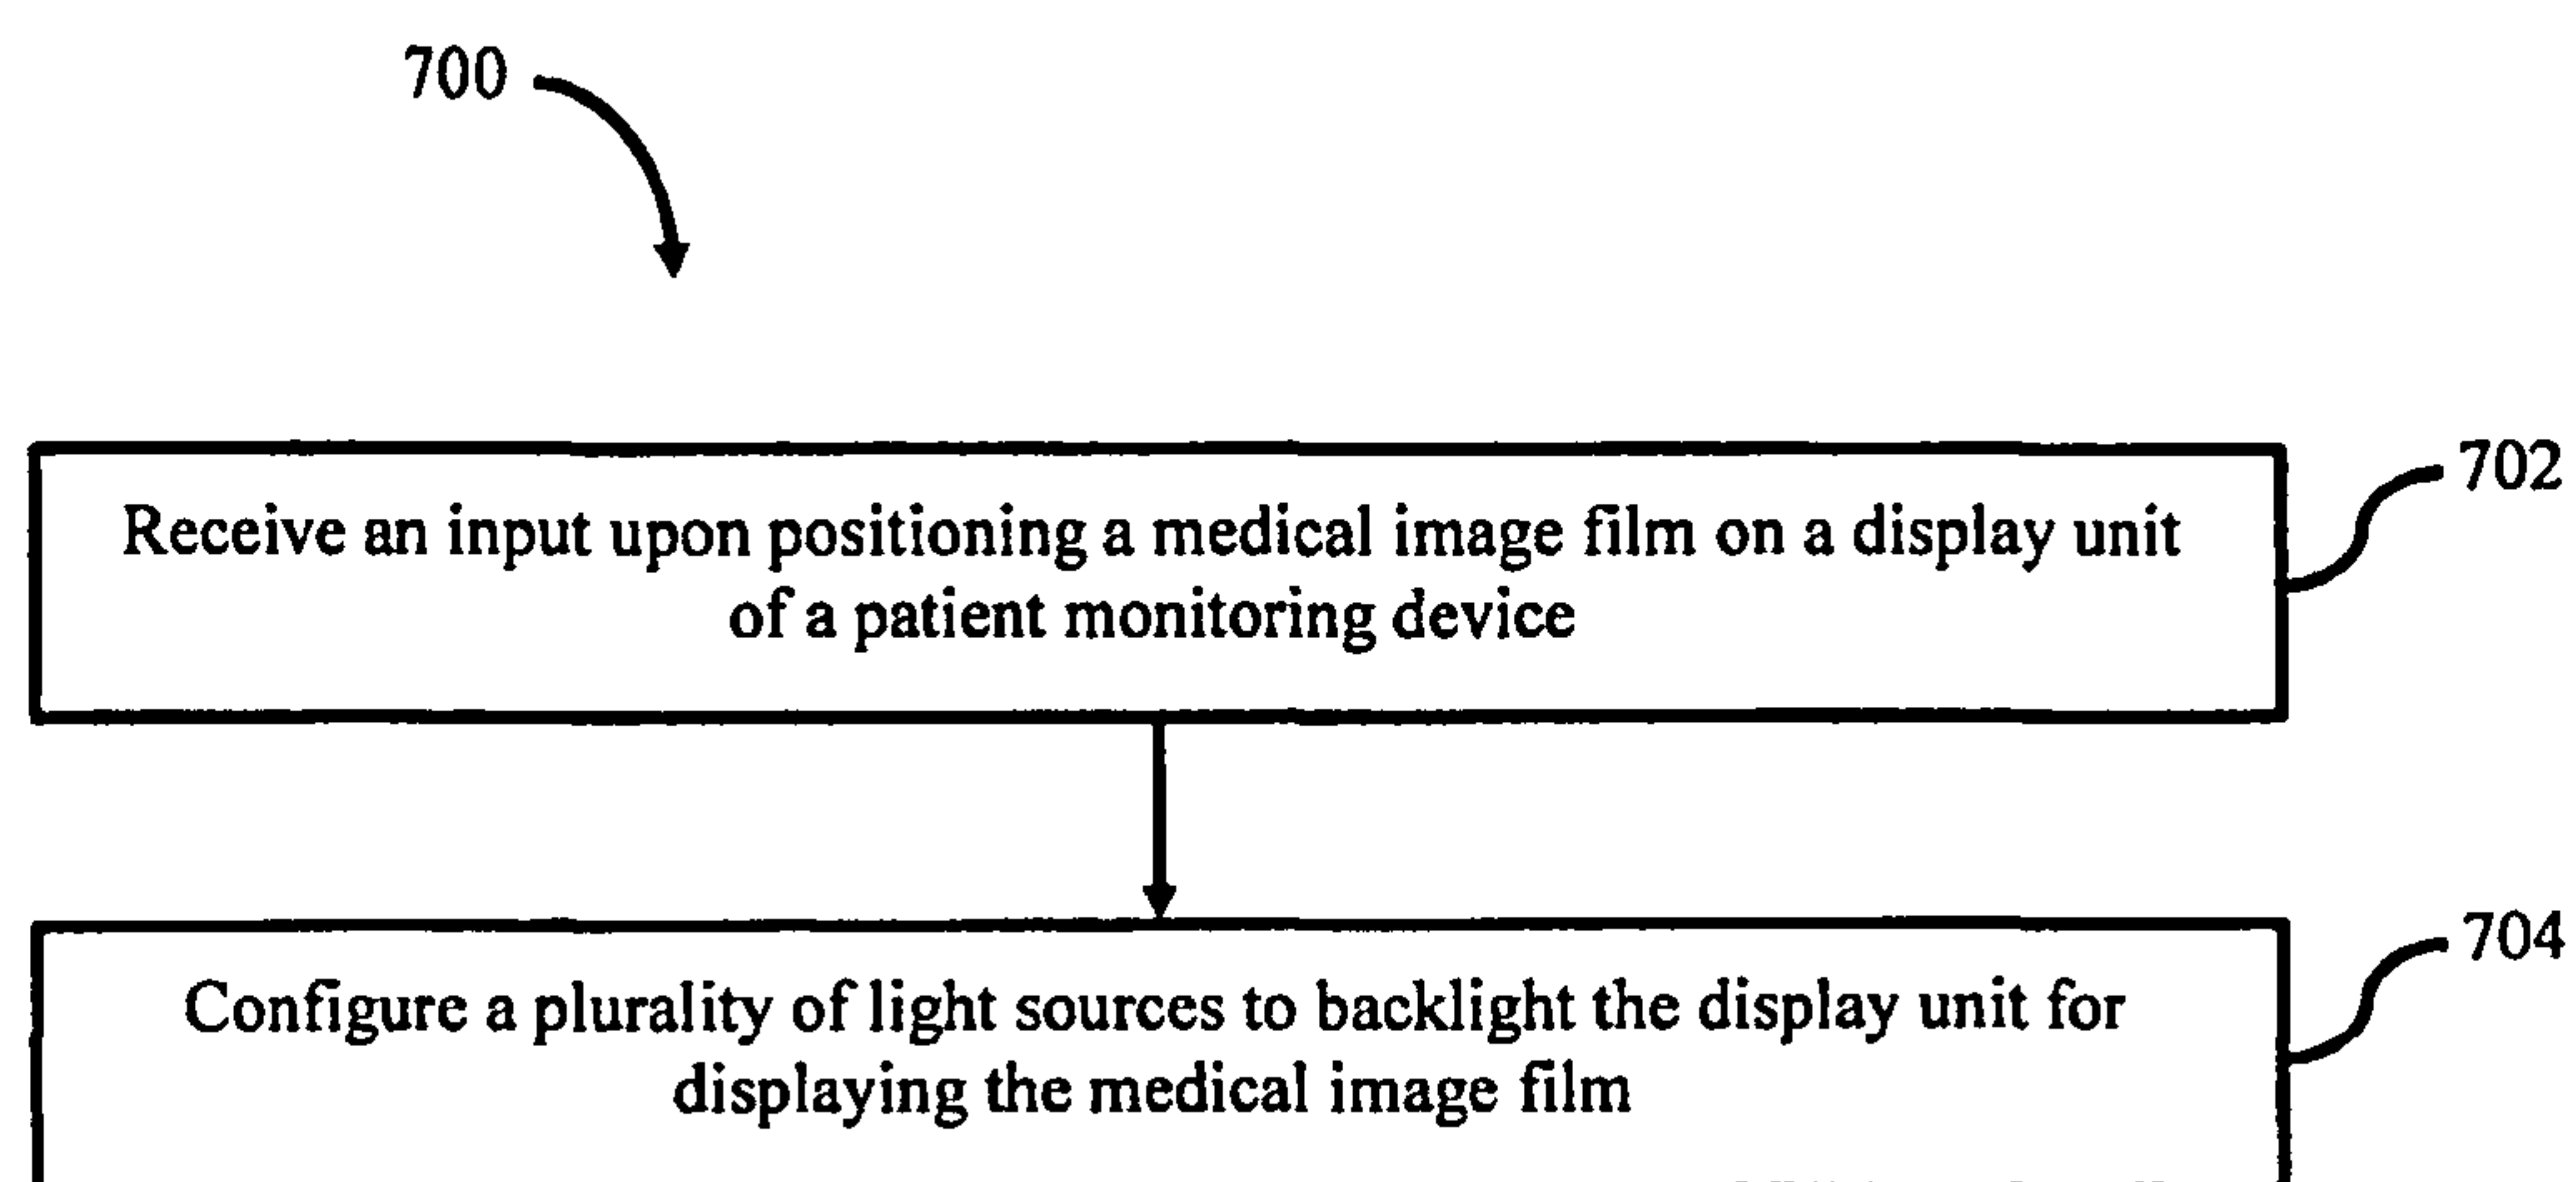 700
702
Receive an input upon positioning a medical image film on a display unit
of a patient monitoring device
704
Configure a plurality of light sources to backlight the display unit for
displaying the medical image film